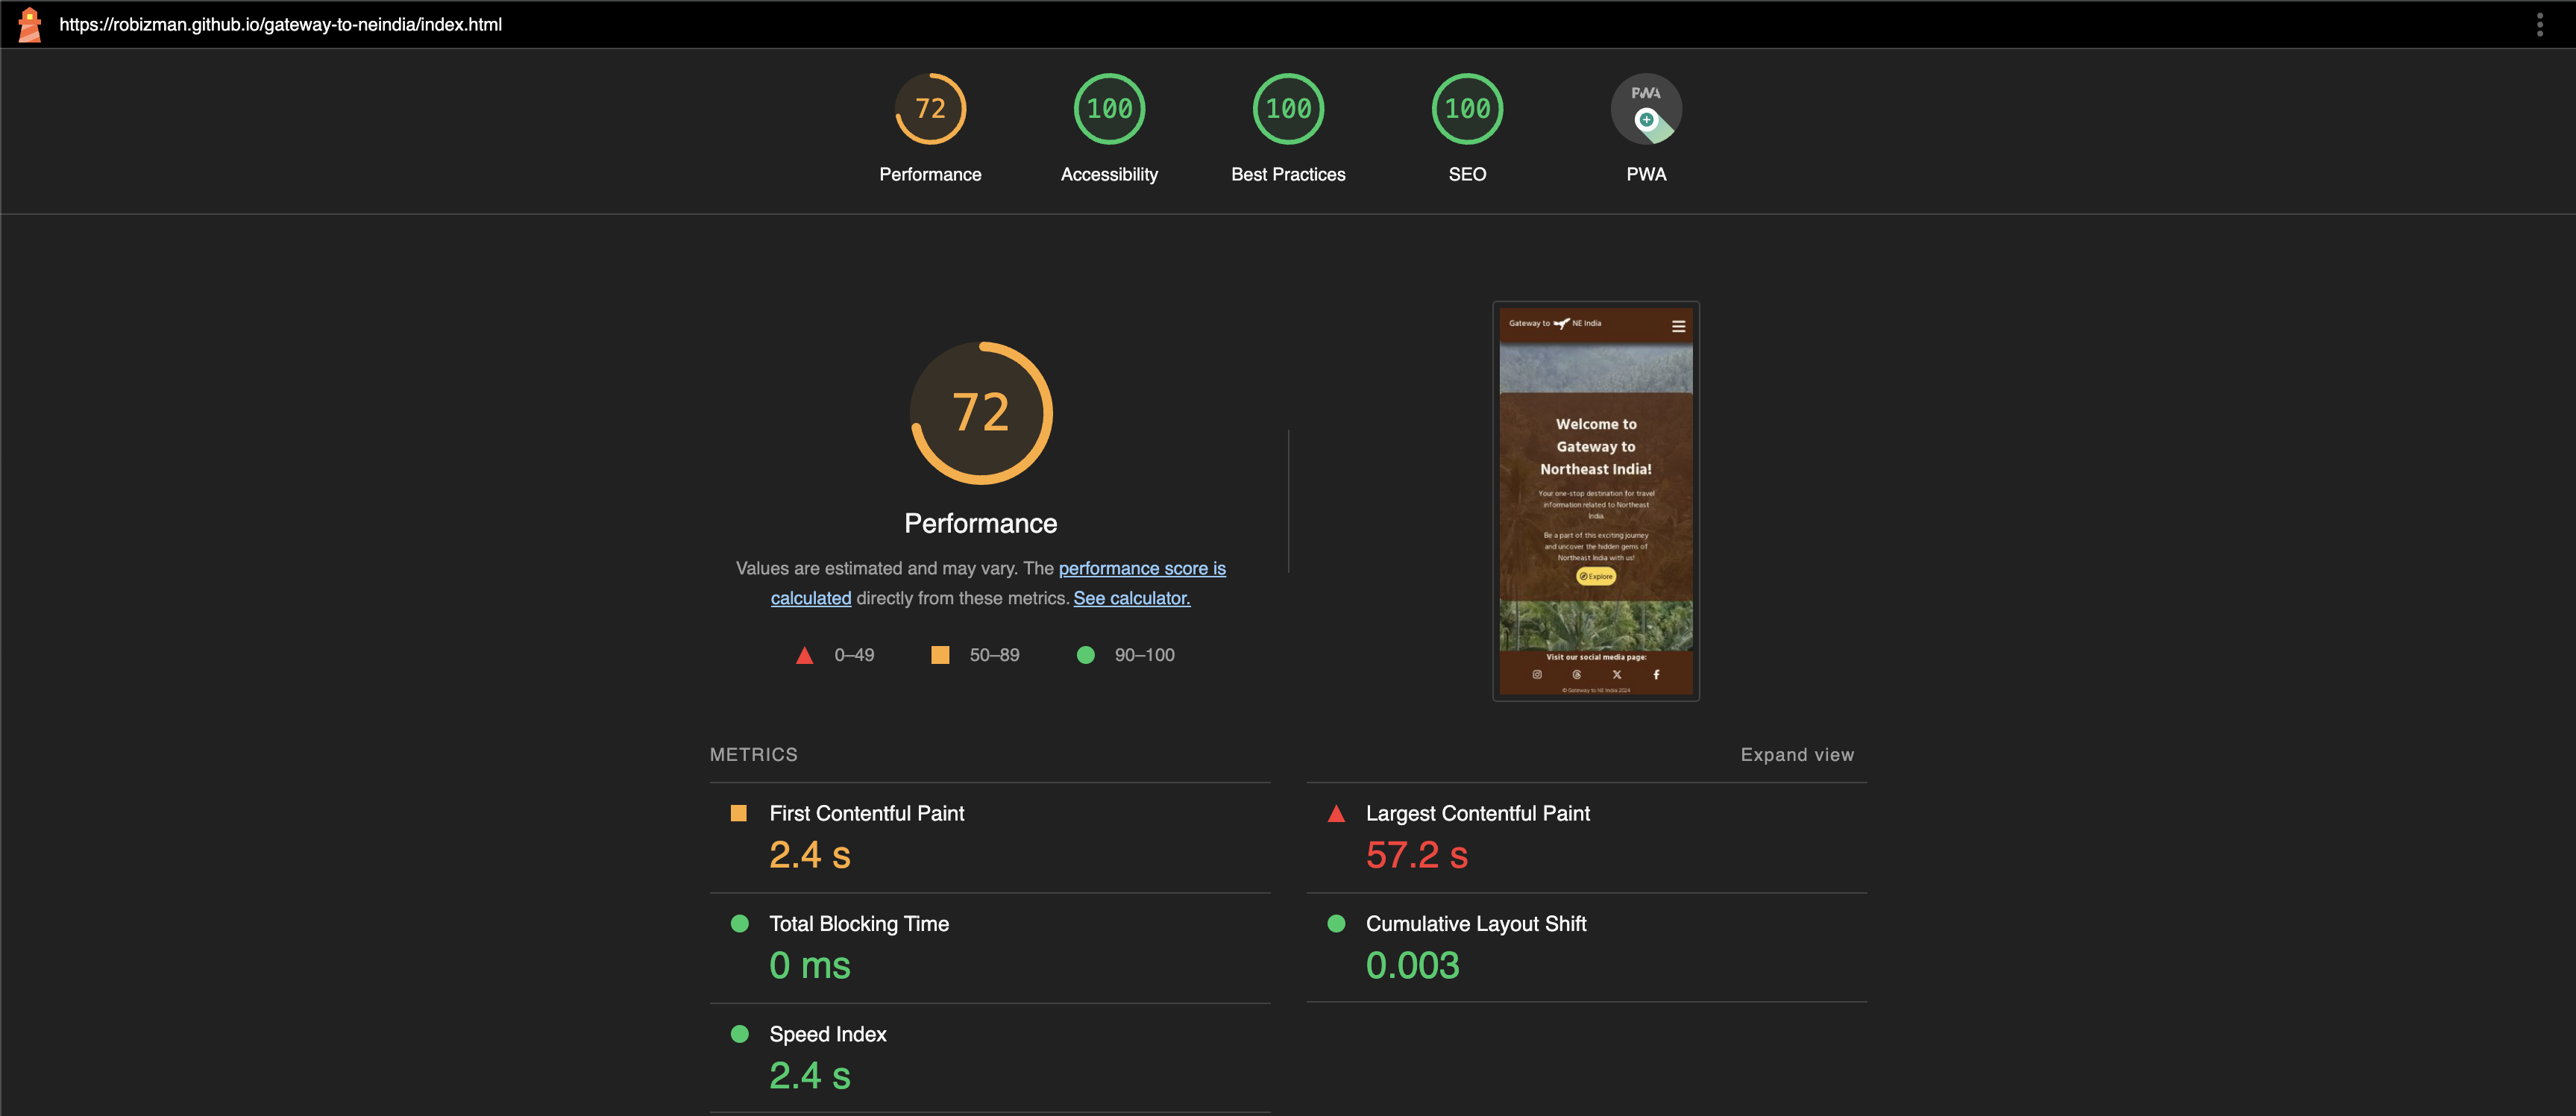 https://robizman.github.io/gateway-to-neindia/index.html
72
100
100
100
PWA
Performance
Accessibility
Best Practices
SEO
PWA
72
Performance
Values are estimated and may vary. The performance score is
calculated directly from these metrics. See calculator.
0–49
50–89
90–100
Gateway to NE India
Welcome to
Gateway to
Northeast India!
Your one-stop destination for travel
information related to Northeast
India.
Be a part of this exciting journey
and uncover the hidden gems of
Northeast India with us!
Explore
Visit our social media page:
© Gateway to NE India 2024
METRICS
Expand view
First Contentful Paint
2.4 s
Largest Contentful Paint
57.2 s
Total Blocking Time
0 ms
Cumulative Layout Shift
0.003
Speed Index
2.4 s